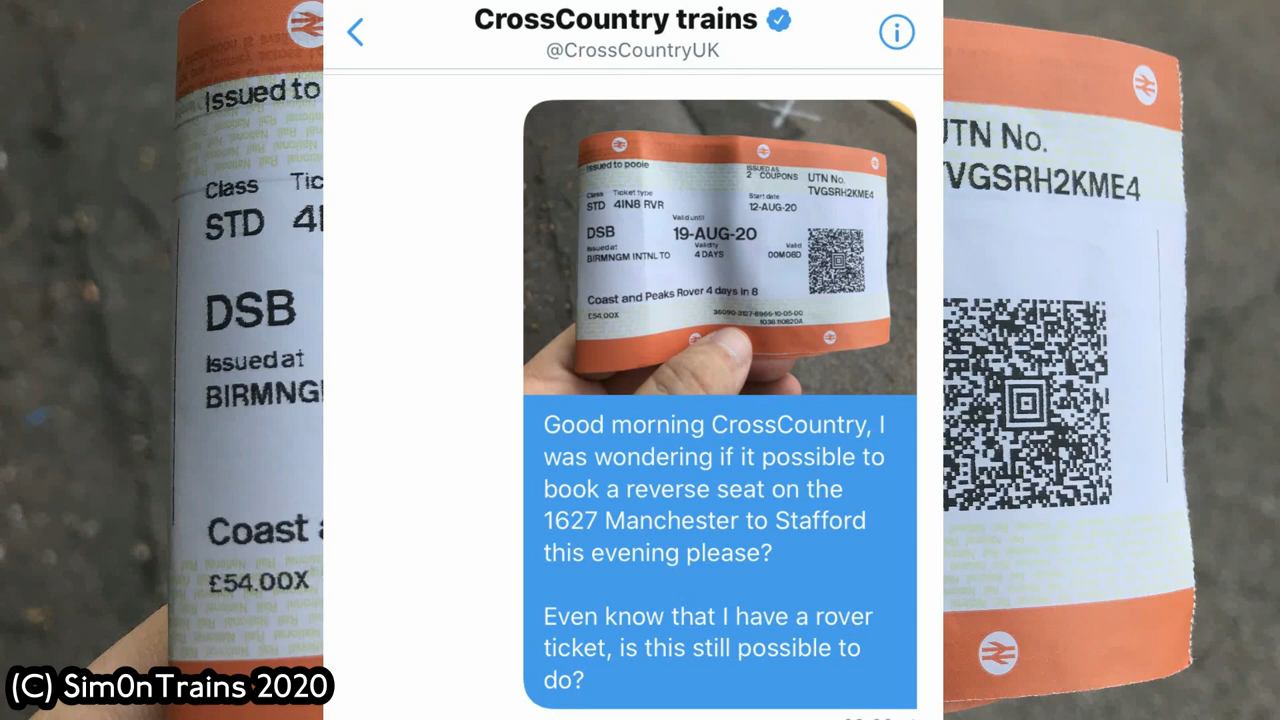 CrossCountry trains
@CrossCountryUK
Issued to
Class Tic
STD 4I
DSB
Issued at
BIRMNG
Coast
£54.00X
Issued to poole
ISSUED AS
2 COUPONS
UTN No.
TVGSRH2KME4
Class Ticket type
STD 4IN8 RVR
Start date
12-AUG-20
Valid until
DSB 19-AUG-20
Issued at Validity Valid
BIRMNGM INTNL TO 4 DAYS 00M08D
Coast and Peaks Rover 4 days in 8
£54.00X
Good morning CrossCountry, I
was wondering if it possible to
book a reverse seat on the
1627 Manchester to Stafford
this evening please?
Even know that I have a rover
ticket, is this still possible to
do?
UTN No.
TVGSRH2KME4
(C) Sim0nTrains 2020